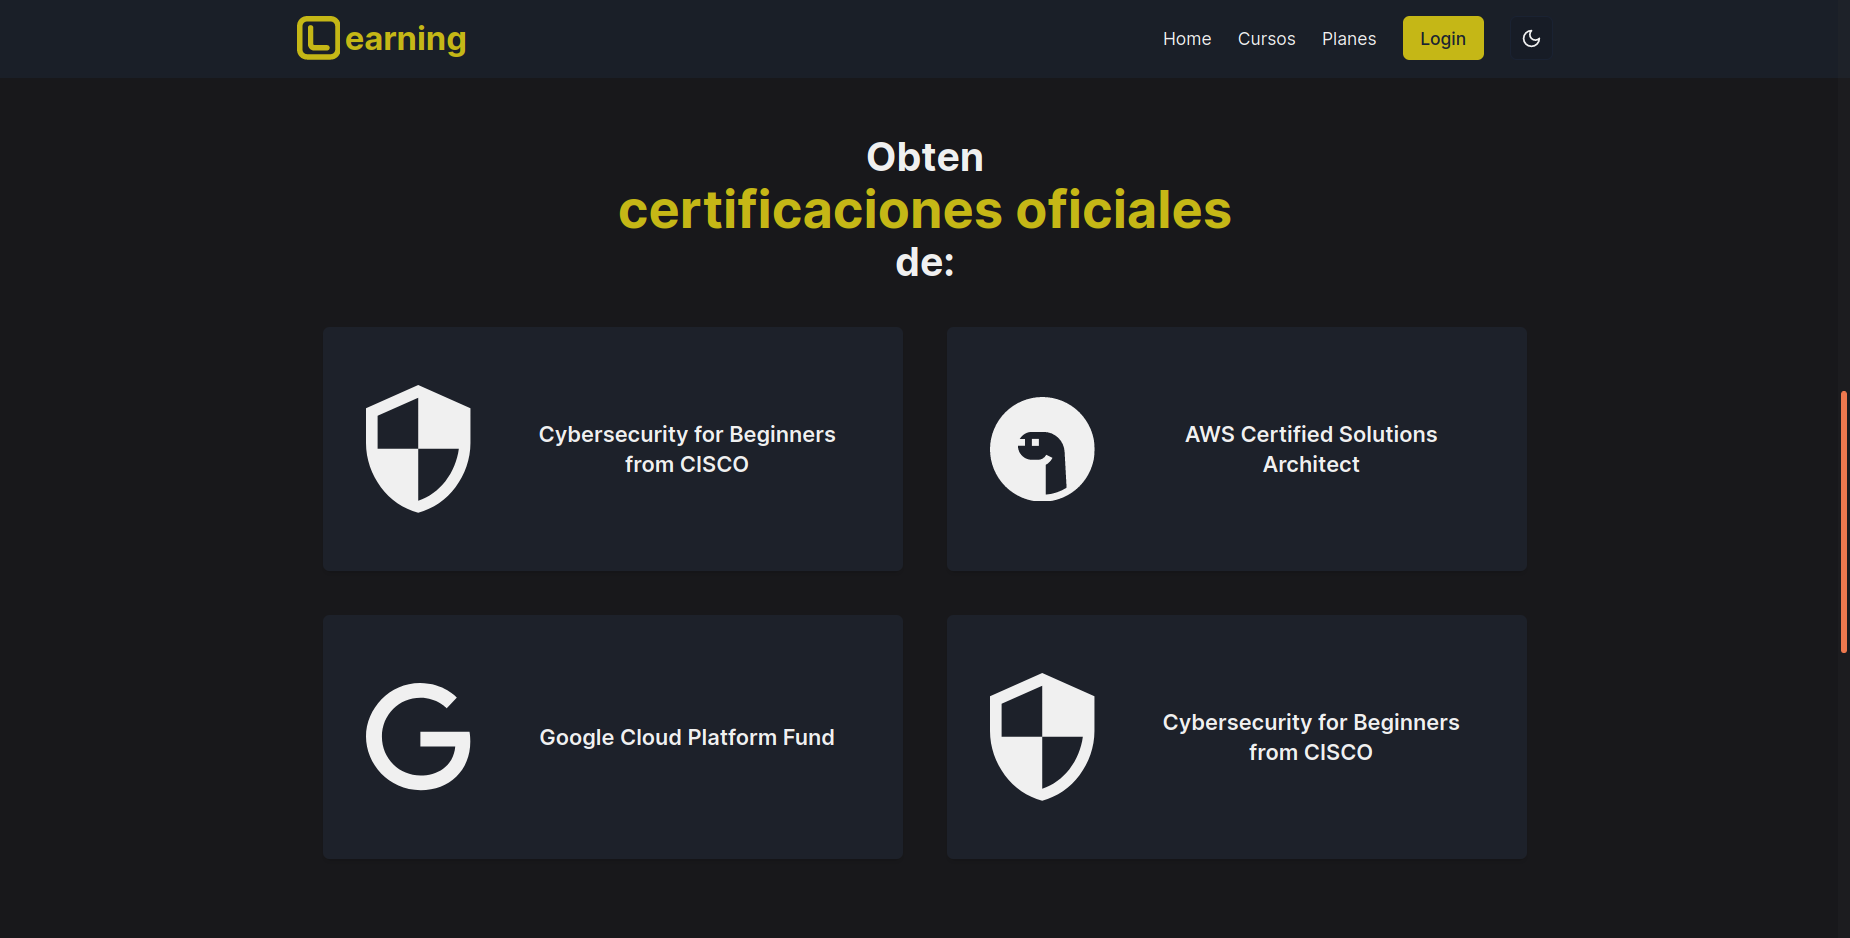 Learning
Home Cursos Planes Login
Obten
certificaciones oficiales
de:
Cybersecurity for Beginners
from CISCO
AWS Certified Solutions
Architect
Google Cloud Platform Fund
Cybersecurity for Beginners
from CISCO